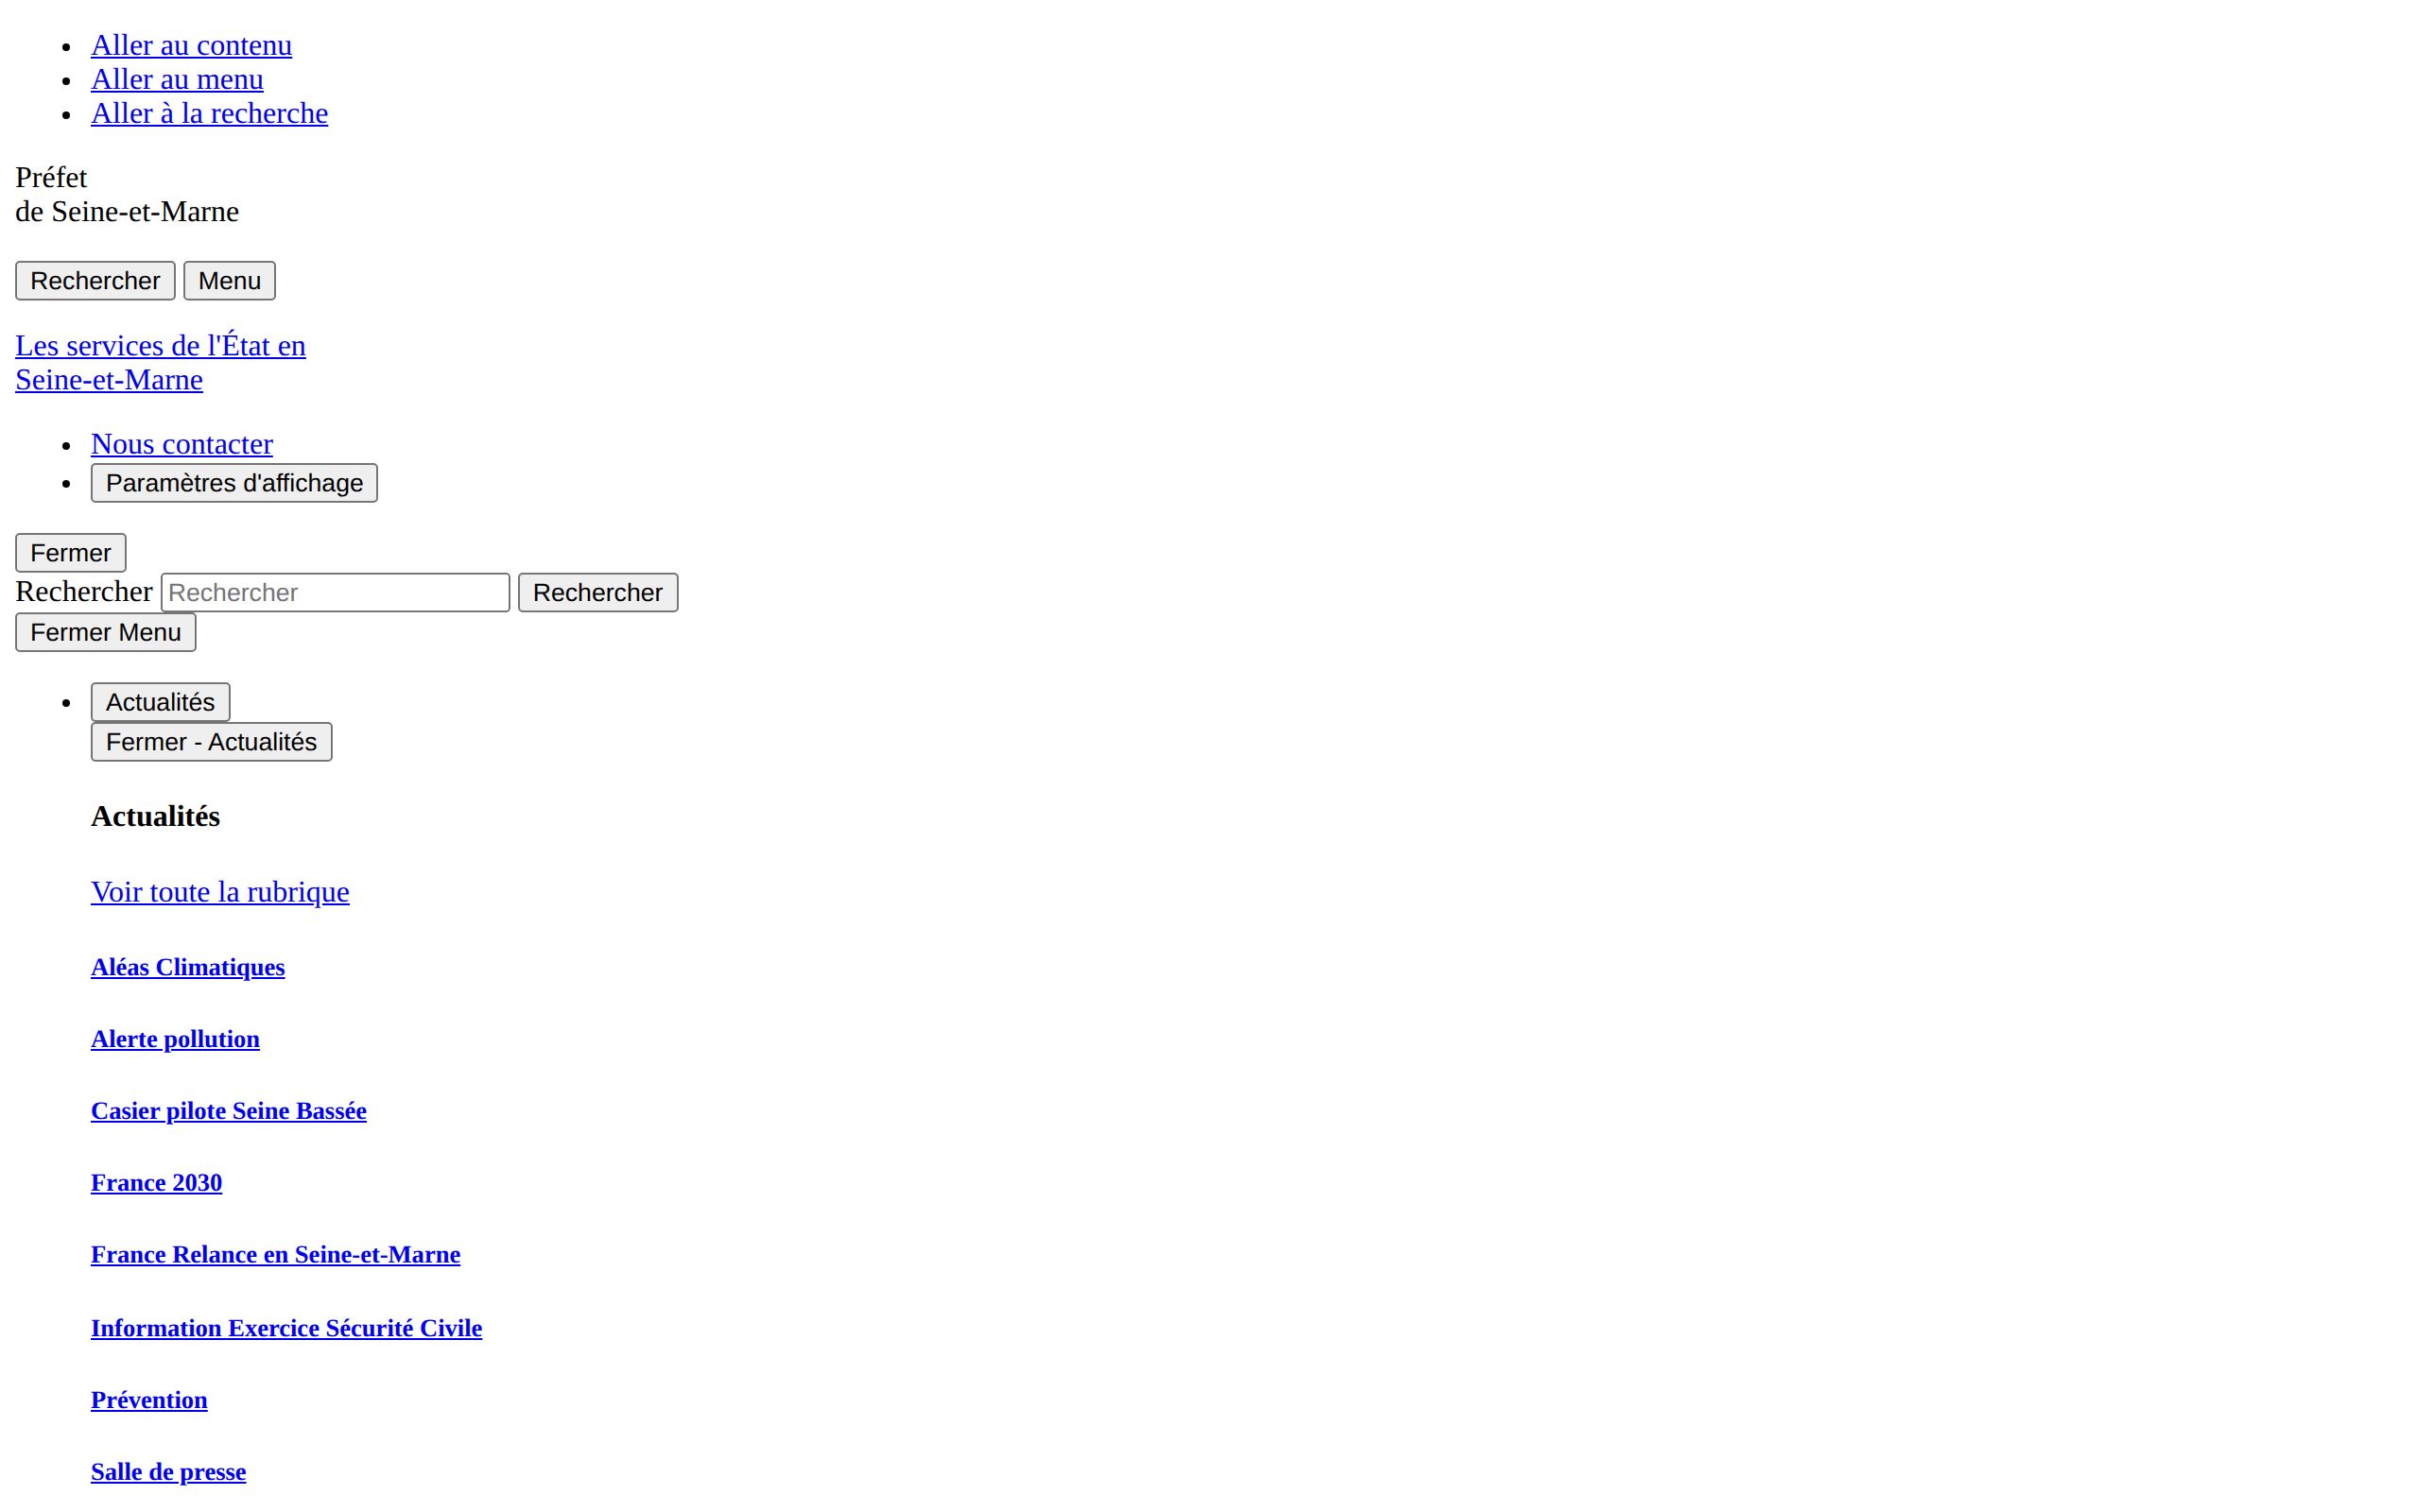 Aller au contenu
Aller au menu
Aller à la recherche
Préfet
de Seine-et-Marne
Rechercher Menu
Les services de l'État en
Seine-et-Marne
Nous contacter
Paramètres d'affichage
Fermer
Rechercher Rechercher Rechercher
Fermer Menu
Actualités
Fermer - Actualités
Actualités
Voir toute la rubrique
Aléas Climatiques
Alerte pollution
Casier pilote Seine Bassée
France 2030
France Relance en Seine-et-Marne
Information Exercice Sécurité Civile
Prévention
Salle de presse